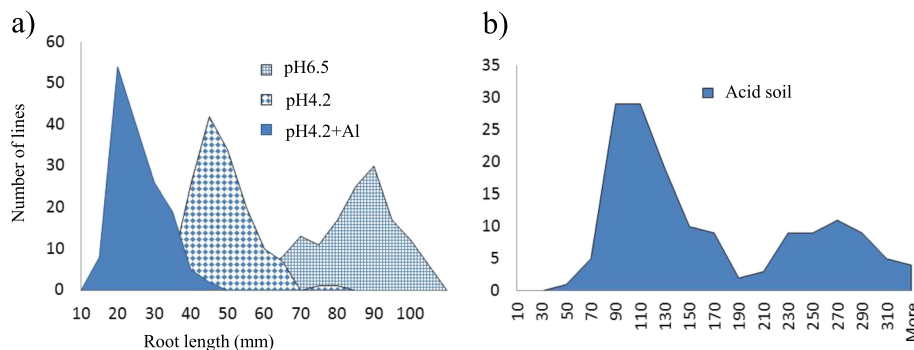 a)
60
50
40
30
20
10
0
Number of lines
pH6.5
pH4.2
pH4.2+Al
10 20 30 40 50 60 70 80 90 100
Root length (mm)
b)
35
30
25
20
15
10
5
0
Acid soil
10 30 50 70 90 110 130 150 170 190 210 230 250 270 290 310 More